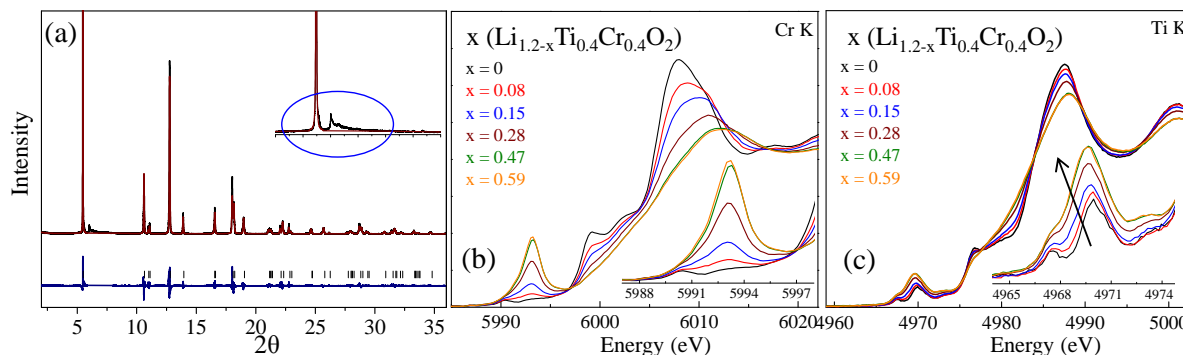 (a)
Intensity
5 10 15 20 25 30 35
2θ
x (Li1.2-xTi0.4Cr0.4O2)
Cr K
x = 0
x = 0.08
x = 0.15
x = 0.28
x = 0.47
x = 0.59
(b)
5988 5991 5994 5997
5990 6000 6010 6020
Energy (eV)
x (Li1.2-xTi0.4Cr0.4O2)
Ti K
x = 0
x = 0.08
x = 0.15
x = 0.28
x = 0.47
x = 0.59
(c)
4965 4968 4971 4974
4960 4970 4980 4990 5000
Energy (eV)